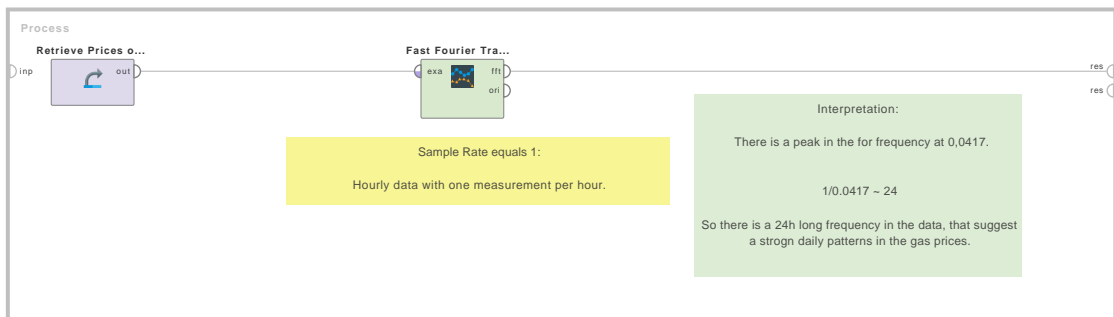 Process
Retrieve Prices o...
Fast Fourier Tra...
inp
out
exa
fft
ori
res
res
Sample Rate equals 1:
Hourly data with one measurement per hour.
Interpretation:
There is a peak in the for frequency at 0,0417.
1/0.0417 ~ 24
So there is a 24h long frequency in the data, that suggest
a strogn daily patterns in the gas prices.